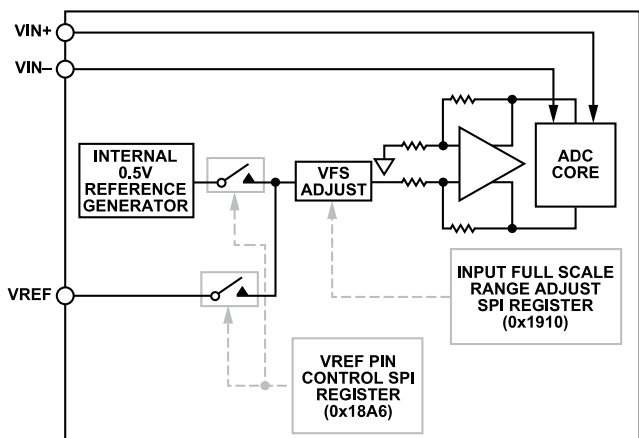 VIN+
VIN–
INTERNAL
0.5V
REFERENCE
GENERATOR
VFS
ADJUST
ADC
CORE
VREF
INPUT FULL SCALE
RANGE ADJUST
SPI REGISTER
(0x1910)
VREF PIN
CONTROL SPI
REGISTER
(0x18A6)